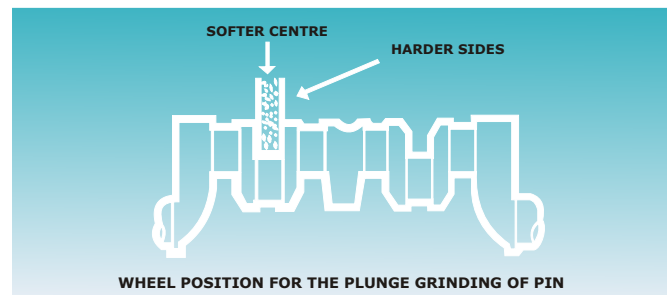 SOFTER CENTRE
HARDER SIDES
WHEEL POSITION FOR THE PLUNGE GRINDING OF PIN